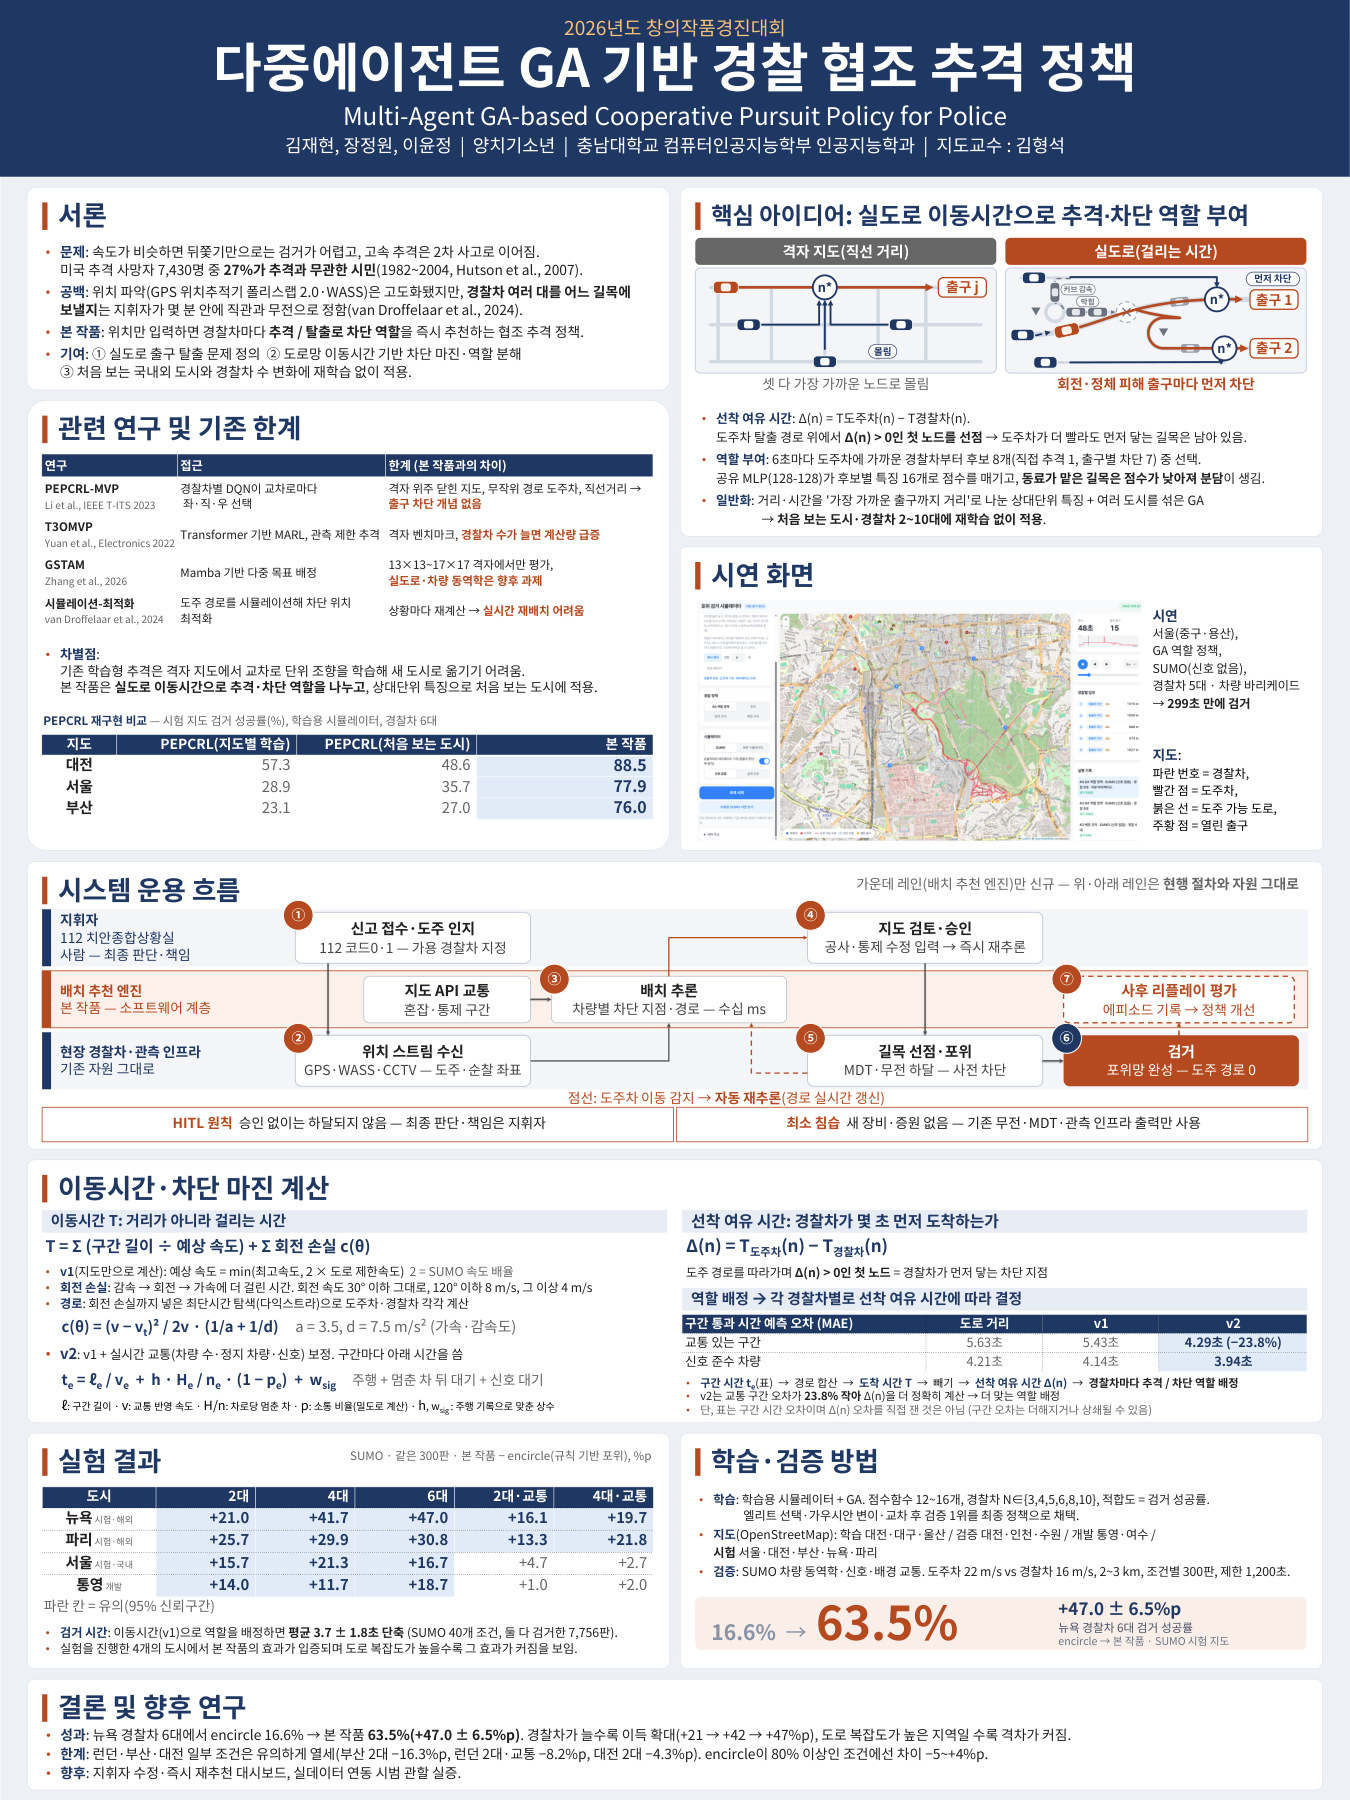 2026년도 창의작품경진대회
다중에이전트 GA 기반 경찰 협조 추격 정책
Multi-Agent GA-based Cooperative Pursuit Policy for Police
김재현, 장정원, 이윤정 | 양치기소년 | 충남대학교 컴퓨터인공지능학부 인공지능학과 | 지도교수 : 김형석
서론
• 문제: 속도가 비슷하면 뒤쫓기만으로는 검거가 어렵고, 고속 추격은 2차 사고로 이어짐.
미국 추격 사망자 7,430명 중 27%가 추격과 무관한 시민(1982~2004, Hutson et al., 2007).
• 공백: 위치 파악(GPS 위치추적기 폴리스랩 2.0·WASS)은 고도화됐지만, 경찰차 여러 대를 어느 길목에
보낼지는 지휘자가 몇 분 안에 직관과 무전으로 정함(van Droffelaar et al., 2024).
• 본 작품: 위치만 입력하면 경찰차마다 추격 / 탈출로 차단 역할을 즉시 추천하는 협조 추격 정책.
• 기여: ① 실도로 출구 탈출 문제 정의 ② 도로망 이동시간 기반 차단 마진·역할 분해
③ 처음 보는 국내외 도시와 경찰차 수 변화에 재학습 없이 적용.
관련 연구 및 기존 한계
연구 접근 한계 (본 작품과의 차이)
PEPCRL-MVP
Li et al., IEEE T-ITS 2023
경찰차별 DQN이 교차로마다
좌·직·우 선택
격자 위주 닫힌 지도, 무작위 경로 도주차, 직선거리 →
출구 차단 개념 없음
T3OMVP
Yuan et al., Electronics 2022
Transformer 기반 MARL, 관측 제한 추격
격자 벤치마크, 경찰차 수가 늘면 계산량 급증
GSTAM
Zhang et al., 2026
Mamba 기반 다중 목표 배정
13×13~17×17 격자에서만 평가,
실도로·차량 동역학은 향후 과제
시뮬레이션-최적화
van Droffelaar et al., 2024
도주 경로를 시뮬레이션해 차단 위치
최적화
상황마다 재계산 → 실시간 재배치 어려움
• 차별점:
기존 학습형 추격은 격자 지도에서 교차로 단위 조향을 학습해 새 도시로 옮기기 어려움.
본 작품은 실도로 이동시간으로 추격·차단 역할을 나누고, 상대단위 특징으로 처음 보는 도시에 적용.
PEPCRL 재구현 비교 — 시험 지도 검거 성공률(%), 학습용 시뮬레이터, 경찰차 6대
지도 PEPCRL(지도별 학습) PEPCRL(처음 보는 도시) 본 작품
대전 57.3 48.6 88.5
서울 28.9 35.7 77.9
부산 23.1 27.0 76.0
핵심 아이디어: 실도로 이동시간으로 추격·차단 역할 부여
격자 지도(직선 거리)
n*
출구 j
몰림
셋 다 가장 가까운 노드로 몰림
실도로(걸리는 시간)
먼저 차단
커브 감속
막힘
n*
출구 1
n*
출구 2
회전·정체 피해 출구마다 먼저 차단
• 선착 여유 시간: Δ(n) = T도주차(n) − T경찰차(n).
도주차 탈출 경로 위에서 Δ(n) > 0인 첫 노드를 선점 → 도주차가 더 빨라도 먼저 닿는 길목은 남아 있음.
• 역할 부여: 6초마다 도주차에 가까운 경찰차부터 후보 8개(직접 추격 1, 출구별 차단 7) 중 선택.
공유 MLP(128-128)가 후보별 특징 16개로 점수를 매기고, 동료가 맡은 길목은 점수가 낮아져 분담이 생김.
• 일반화: 거리·시간을 '가장 가까운 출구까지 거리'로 나눈 상대단위 특징 + 여러 도시를 섞은 GA
→ 처음 보는 도시·경찰차 2~10대에 재학습 없이 적용.
시연 화면
48초 15
시연
서울(중구·용산),
GA 역할 정책,
SUMO(신호 없음),
경찰차 5대 · 차량 바리케이드
→ 299초 만에 검거
지도:
파란 번호 = 경찰차,
빨간 점 = 도주차,
붉은 선 = 도주 가능 도로,
주황 점 = 열린 출구
시스템 운용 흐름
가운데 레인(배치 추천 엔진)만 신규 — 위·아래 레인은 현행 절차와 자원 그대로
지휘자
112 치안종합상황실
사람 — 최종 판단·책임
① 신고 접수·도주 인지
112 코드0·1 — 가용 경찰차 지정
④ 지도 검토·승인
공사·통제 수정 입력 → 즉시 재추론
배치 추천 엔진
본 작품 — 소프트웨어 계층
지도 API 교통
혼잡·통제 구간
③ 배치 추론
차량별 차단 지점·경로 — 수십 ms
⑦ 사후 리플레이 평가
에피소드 기록 → 정책 개선
현장 경찰차·관측 인프라
기존 자원 그대로
② 위치 스트림 수신
GPS·WASS·CCTV — 도주·순찰 좌표
⑤ 길목 선점·포위
MDT·무전 하달 — 사전 차단
⑥ 검거
포위망 완성 — 도주 경로 0
점선: 도주차 이동 감지 → 자동 재추론(경로 실시간 갱신)
HITL 원칙 승인 없이는 하달되지 않음 — 최종 판단·책임은 지휘자
최소 침습 새 장비·증원 없음 — 기존 무전·MDT·관측 인프라 출력만 사용
이동시간·차단 마진 계산
이동시간 T: 거리가 아니라 걸리는 시간
T = Σ (구간 길이 ÷ 예상 속도) + Σ 회전 손실 c(θ)
• v1(지도만으로 계산): 예상 속도 = min(최고속도, 2 × 도로 제한속도) 2 = SUMO 속도 배율
• 회전 손실: 감속 → 회전 → 가속에 더 걸린 시간. 회전 속도 30° 이하 그대로, 120° 이하 8 m/s, 그 이상 4 m/s
• 경로: 회전 손실까지 넣은 최단시간 탐색(다익스트라)으로 도주차·경찰차 각각 계산
c(θ) = (v − vt)² / 2v · (1/a + 1/d) a = 3.5, d = 7.5 m/s² (가속·감속도)
• v2: v1 + 실시간 교통(차량 수·정지 차량·신호) 보정. 구간마다 아래 시간을 씀
te = ℓe / ve + h · He / ne · (1 − pe) + wsig 주행 + 멈춘 차 뒤 대기 + 신호 대기
ℓ: 구간 길이 · v: 교통 반영 속도 · H/n: 차로당 멈춘 차 · p: 소통 비율(밀도로 계산) · h, wsig: 주행 기록으로 맞춘 상수
선착 여유 시간: 경찰차가 몇 초 먼저 도착하는가
Δ(n) = T도주차(n) − T경찰차(n)
도주 경로를 따라가며 Δ(n) > 0인 첫 노드 = 경찰차가 먼저 닿는 차단 지점
역할 배정 → 각 경찰차별로 선착 여유 시간에 따라 결정
구간 통과 시간 예측 오차 (MAE) 도로 거리 v1 v2
교통 있는 구간 5.63초 5.43초 4.29초 (−23.8%)
신호 준수 차량 4.21초 4.14초 3.94초
• 구간 시간 te(표) → 경로 합산 → 도착 시간 T → 빼기 → 선착 여유 시간 Δ(n) → 경찰차마다 추격 / 차단 역할 배정
• v2는 교통 구간 오차가 23.8% 작아 Δ(n)을 더 정확히 계산 → 더 맞는 역할 배정
• 단, 표는 구간 시간 오차이며 Δ(n) 오차를 직접 잰 것은 아님 (구간 오차는 더해지거나 상쇄될 수 있음)
실험 결과
SUMO · 같은 300판 · 본 작품 − encircle(규칙 기반 포위), %p
도시 2대 4대 6대 2대·교통 4대·교통
뉴욕 시험·해외 +21.0 +41.7 +47.0 +16.1 +19.7
파리 시험·해외 +25.7 +29.9 +30.8 +13.3 +21.8
서울 시험·국내 +15.7 +21.3 +16.7 +4.7 +2.7
통영 개발 +14.0 +11.7 +18.7 +1.0 +2.0
파란 칸 = 유의(95% 신뢰구간)
• 검거 시간: 이동시간(v1)으로 역할을 배정하면 평균 3.7 ± 1.8초 단축 (SUMO 40개 조건, 둘 다 검거한 7,756판).
• 실험을 진행한 4개의 도시에서 본 작품의 효과가 입증되며 도로 복잡도가 높을수록 그 효과가 커짐을 보임.
학습·검증 방법
• 학습: 학습용 시뮬레이터 + GA. 점수함수 12~16개, 경찰차 N∈{3,4,5,6,8,10}, 적합도 = 검거 성공률.
엘리트 선택·가우시안 변이·교차 후 검증 1위를 최종 정책으로 채택.
• 지도(OpenStreetMap): 학습 대전·대구·울산 / 검증 대전·인천·수원 / 개발 통영·여수 /
시험 서울·대전·부산·뉴욕·파리
• 검증: SUMO 차량 동역학·신호·배경 교통. 도주차 22 m/s vs 경찰차 16 m/s, 2~3 km, 조건별 300판, 제한 1,200초.
16.6% → 63.5%
+47.0 ± 6.5%p
뉴욕 경찰차 6대 검거 성공률
encircle → 본 작품 · SUMO 시험 지도
결론 및 향후 연구
• 성과: 뉴욕 경찰차 6대에서 encircle 16.6% → 본 작품 63.5%(+47.0 ± 6.5%p). 경찰차가 늘수록 이득 확대(+21 → +42 → +47%p), 도로 복잡도가 높은 지역일 수록 격차가 커짐.
• 한계: 런던·부산·대전 일부 조건은 유의하게 열세(부산 2대 −16.3%p, 런던 2대·교통 −8.2%p, 대전 2대 −4.3%p). encircle이 80% 이상인 조건에선 차이 −5~+4%p.
• 향후: 지휘자 수정·즉시 재추천 대시보드, 실데이터 연동 시범 관할 실증.